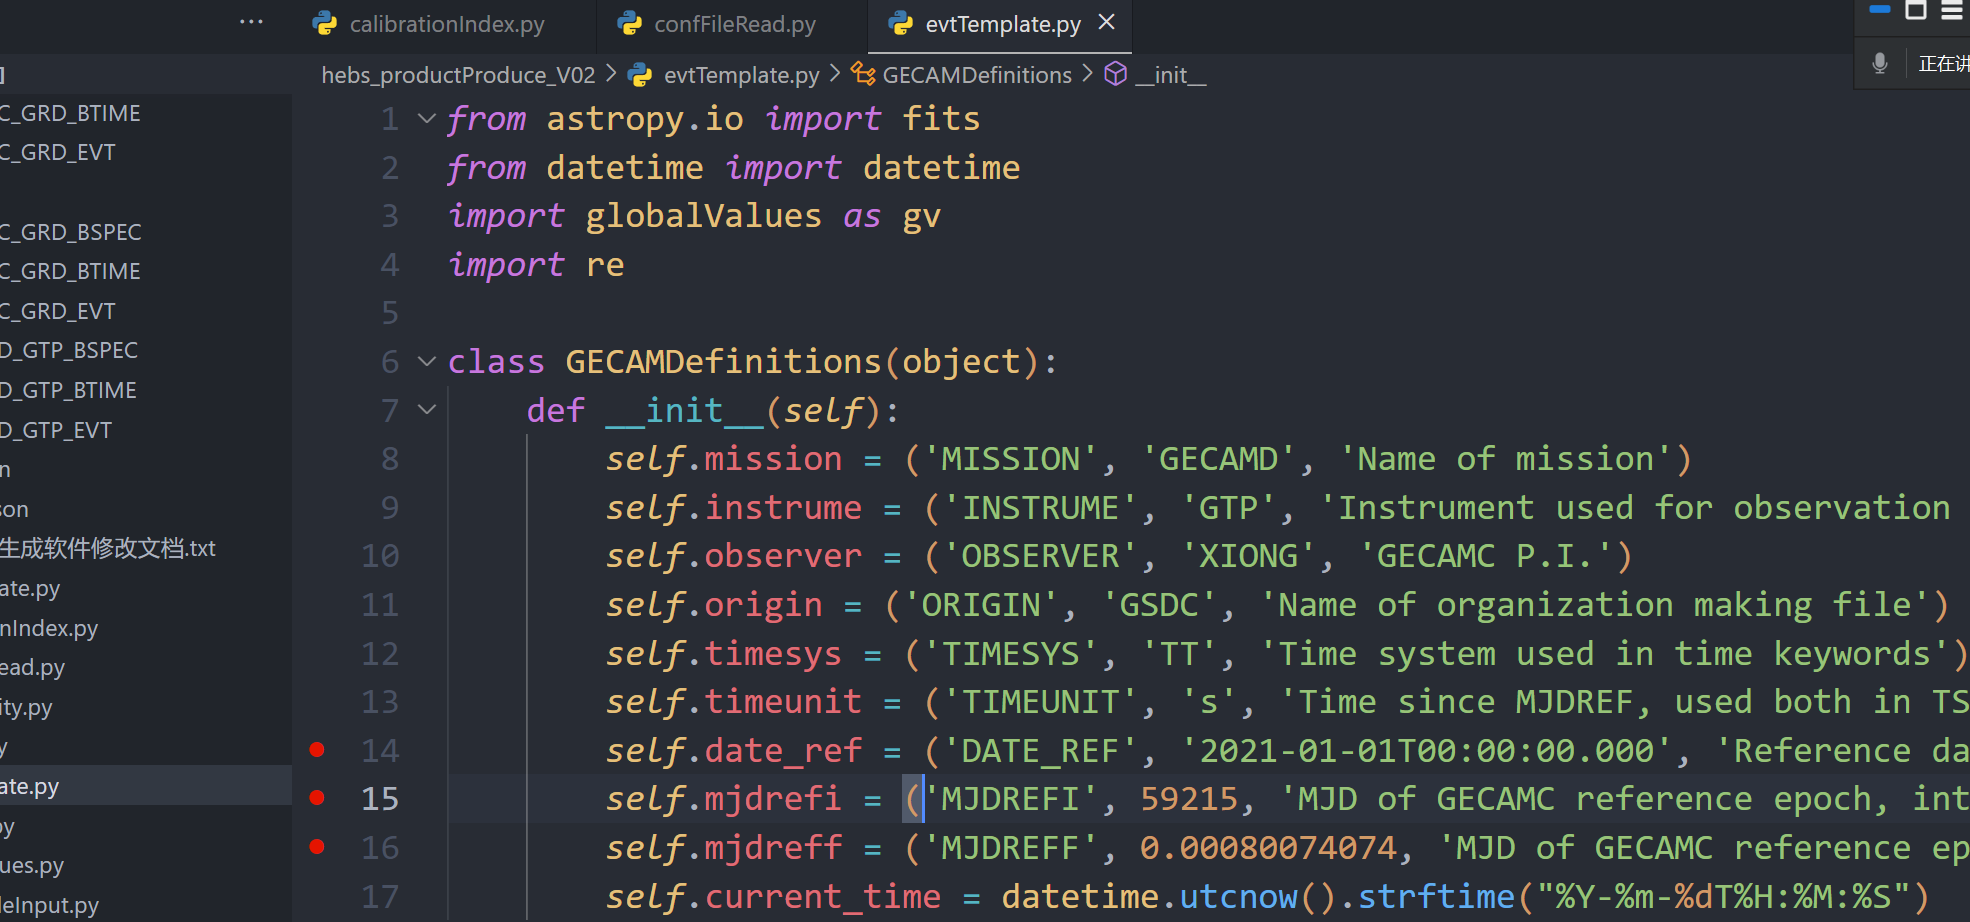 ··· calibrationIndex.py confFileRead.py evtTemplate.py
正在讲
hebs_productProduce_V02 > evtTemplate.py > GECAMDefinitions > __init__
]
C_GRD_BTIME
C_GRD_EVT
C_GRD_BSPEC
C_GRD_BTIME
C_GRD_EVT
D_GTP_BSPEC
D_GTP_BTIME
D_GTP_EVT
n
son
生成软件修改文档.txt
ate.py
nIndex.py
ead.py
ity.py
y
ate.py
py
ues.py
leInput.py
1 from astropy.io import fits
2 from datetime import datetime
3 import globalValues as gv
4 import re
5
6 class GECAMDefinitions(object):
7 def __init__(self):
8 self.mission = ('MISSION', 'GECAMD', 'Name of mission')
9 self.instrume = ('INSTRUME', 'GTP', 'Instrument used for observation
10 self.observer = ('OBSERVER', 'XIONG', 'GECAMC P.I.')
11 self.origin = ('ORIGIN', 'GSDC', 'Name of organization making file')
12 self.timesys = ('TIMESYS', 'TT', 'Time system used in time keywords')
13 self.timeunit = ('TIMEUNIT', 's', 'Time since MJDREF, used both in TS
14 self.date_ref = ('DATE_REF', '2021-01-01T00:00:00.000', 'Reference da
15 self.mjdrefi = ('MJDREFI', 59215, 'MJD of GECAMC reference epoch, int
16 self.mjdreff = ('MJDREFF', 0.00080074074, 'MJD of GECAMC reference ep
17 self.current_time = datetime.utcnow().strftime("%Y-%m-%dT%H:%M:%S")